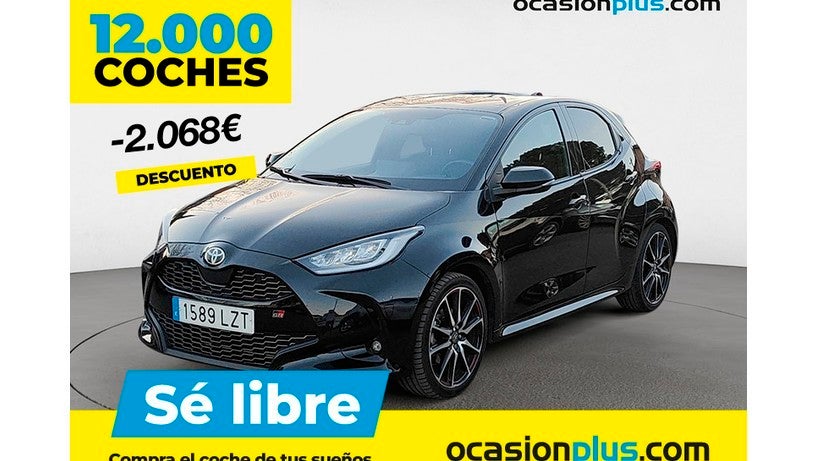 ocasionplus.com
12.000
COCHES
-2.068€
DESCUENTO
1589 LZT
GR
Sé libre
Compra el coche de tus sueños
ocasionplus.com